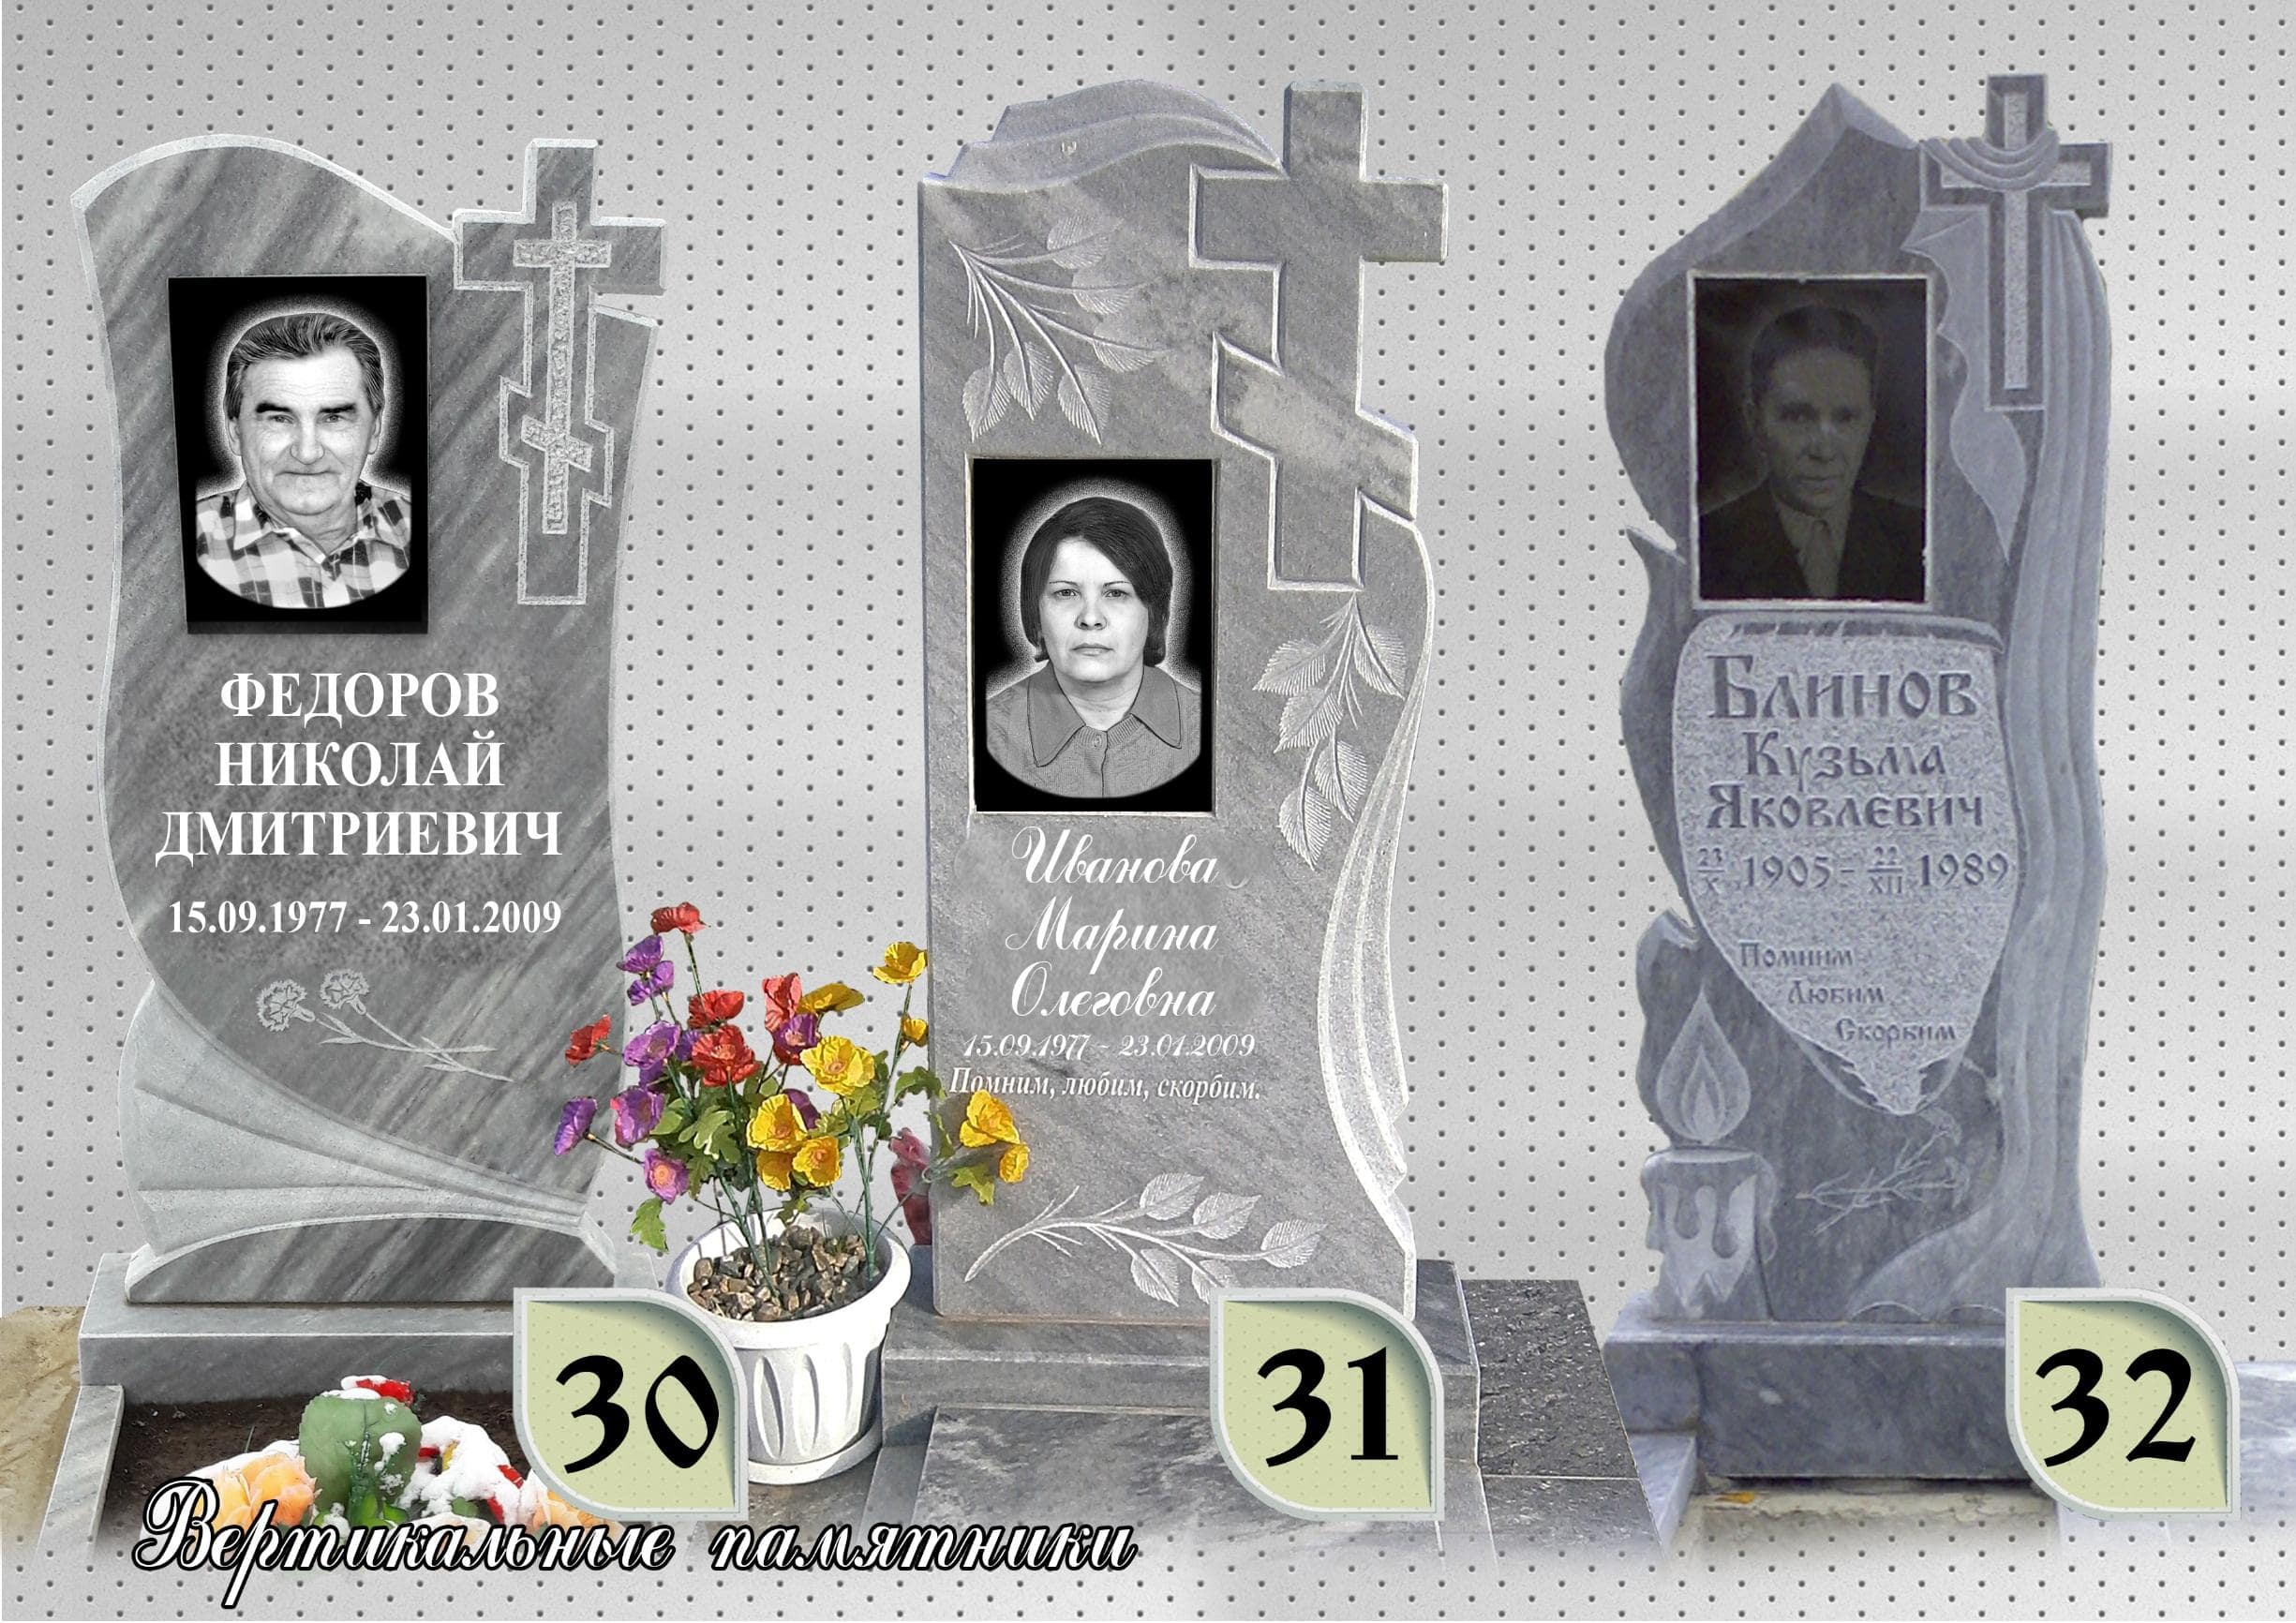 ФЕДОРОВ
НИКОЛАЙ
ДМИТРИЕВИЧ
15.09.1977 - 23.01.2009
Иванова
Марина
Олеговна
15.09.1977 - 23.01.2009
Помним, любим, скорбим.
Блинов
Кузьма
Яковлевич
23/X 1905 - 22/XII 1989
Помним
Любим
Скорбим
30
31
32
Вертикальные памятники